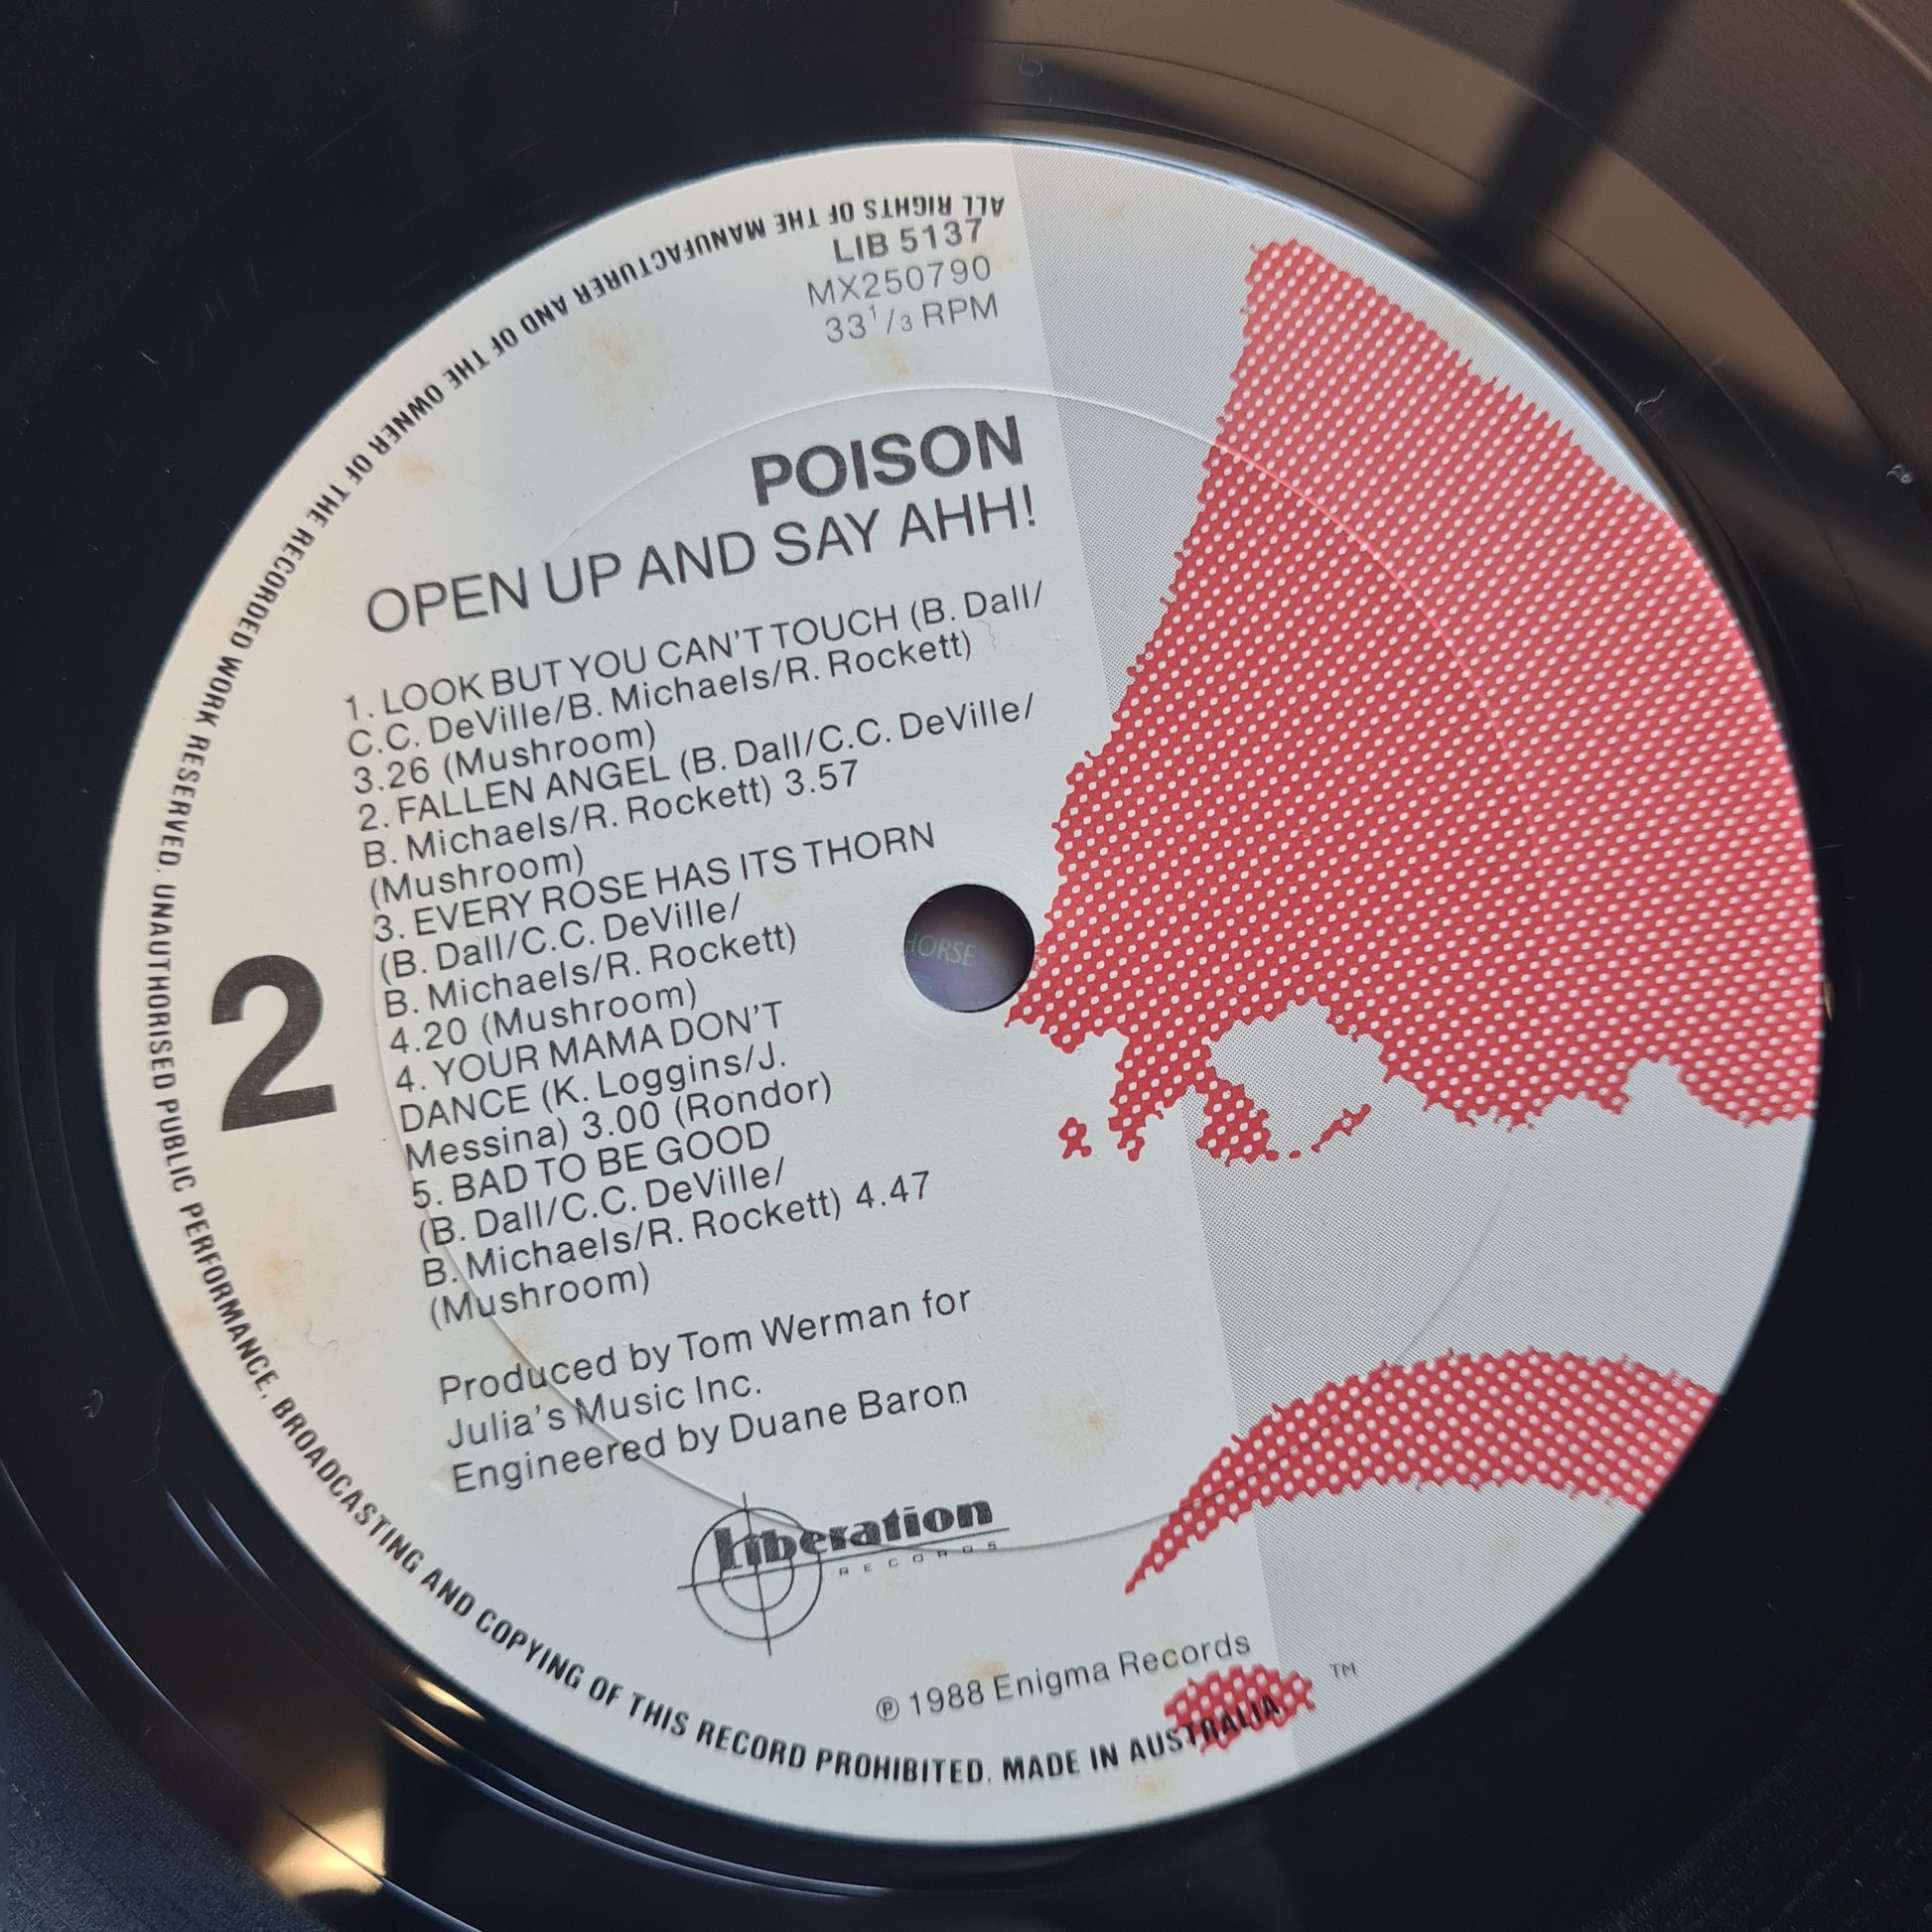 LIB 5137
MX250790
33 1/3 RPM
POISON
OPEN UP AND SAY AHH!
1. LOOK BUT YOU CAN'T TOUCH (B. Dall/
C.C. DeVille/B. Michaels/R. Rockett)
3.26 (Mushroom)
2. FALLEN ANGEL (B. Dall/C.C. DeVille/
B. Michaels/R. Rockett) 3.57
(Mushroom)
3. EVERY ROSE HAS ITS THORN
(B. Dall/C.C. DeVille/
B. Michaels/R. Rockett)
4.20 (Mushroom)
4. YOUR MAMA DON'T
DANCE (K. Loggins/J.
Messina) 3.00 (Rondor)
5. BAD TO BE GOOD
(B. Dall/C.C. DeVille/
B. Michaels/R. Rockett) 4.47
(Mushroom)
2
HORSE
Produced by Tom Werman for
Julia's Music Inc.
Engineered by Duane Baron
Liberation
RECORDS
℗ 1988 Enigma Records
TM
ALL RIGHTS OF THE MANUFACTURER AND OF THE OWNER OF THE RECORDED WORK RESERVED. UNAUTHORISED PUBLIC PERFORMANCE, BROADCASTING AND COPYING OF THIS RECORD PROHIBITED. MADE IN AUSTRALIA